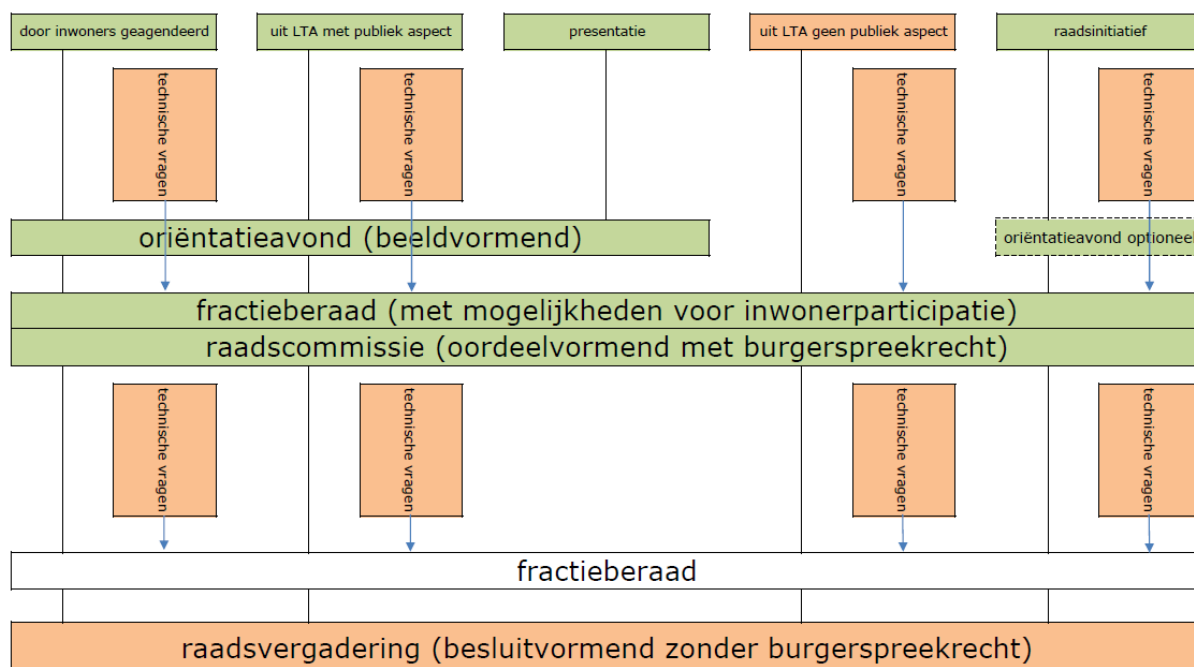 door inwoners geagendeerd
uit LTA met publiek aspect
presentatie
uit LTA geen publiek aspect
raadsinitiatief
technische vragen
technische vragen
technische vragen
technische vragen
oriëntatieavond (beeldvormend)
oriëntatieavond optioneel
fractieberaad (met mogelijkheden voor inwonerparticipatie)
raadscommissie (oordeelvormend met burgerspreekrecht)
technische vragen
technische vragen
technische vragen
technische vragen
fractieberaad
raadsvergadering (besluitvormend zonder burgerspreekrecht)